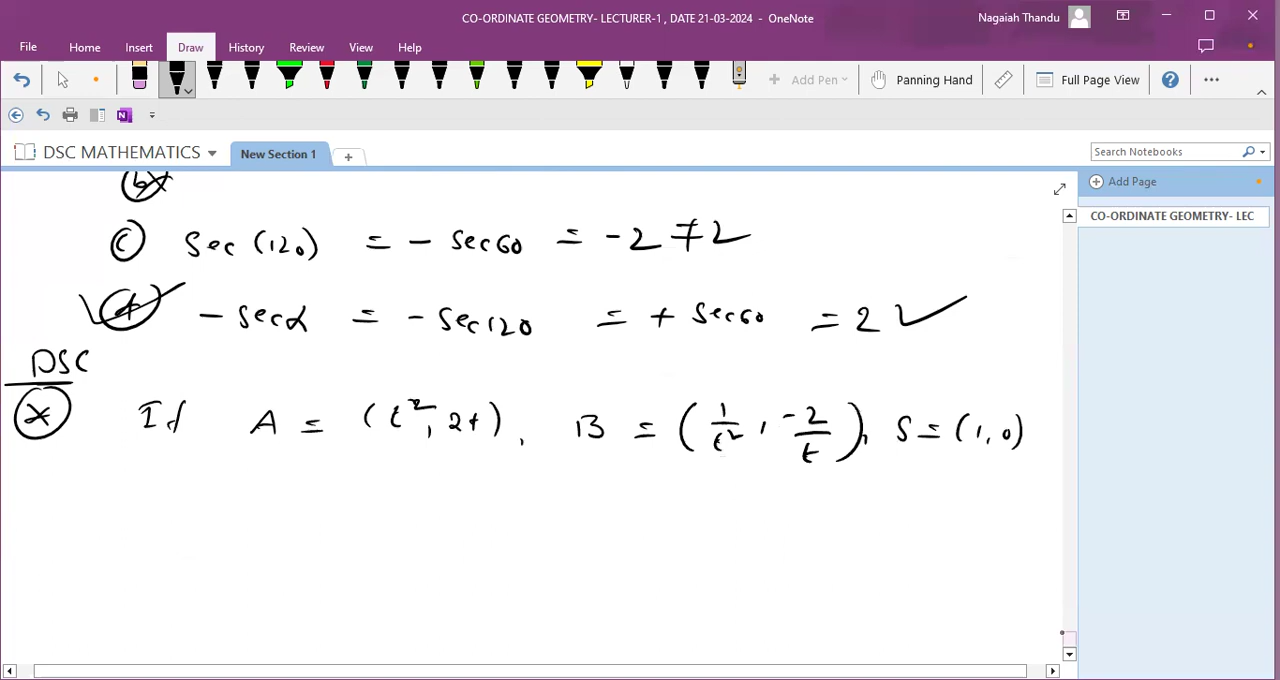 CO-ORDINATE GEOMETRY- LECTURER-1 , DATE 21-03-2024 - OneNote
Nagaiah Thandu
File Home Insert Draw History Review View Help
Add Pen Panning Hand Full Page View
DSC MATHEMATICS New Section 1
Search Notebooks
Add Page
CO-ORDINATE GEOMETRY- LEC
(b)
(c) Sec (120) = - sec60 = -2 ≠ 2
- secα = - sec120 = + sec60 = 2 ✓
DSC
If A = (t², 2t), B = (1/t², -2/t), S = (1, 0)